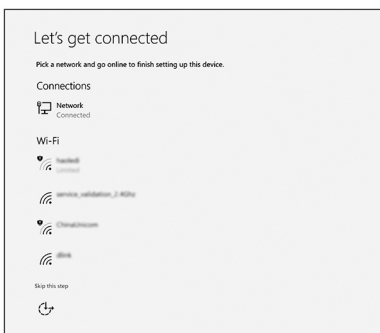 Let's get connected
Pick a network and go online to finish setting up this device.
Connections
Network
Connected
Wi-Fi
Limited
service_validation_2.4Ghz
ChinaUnicom
dlink
Skip this step